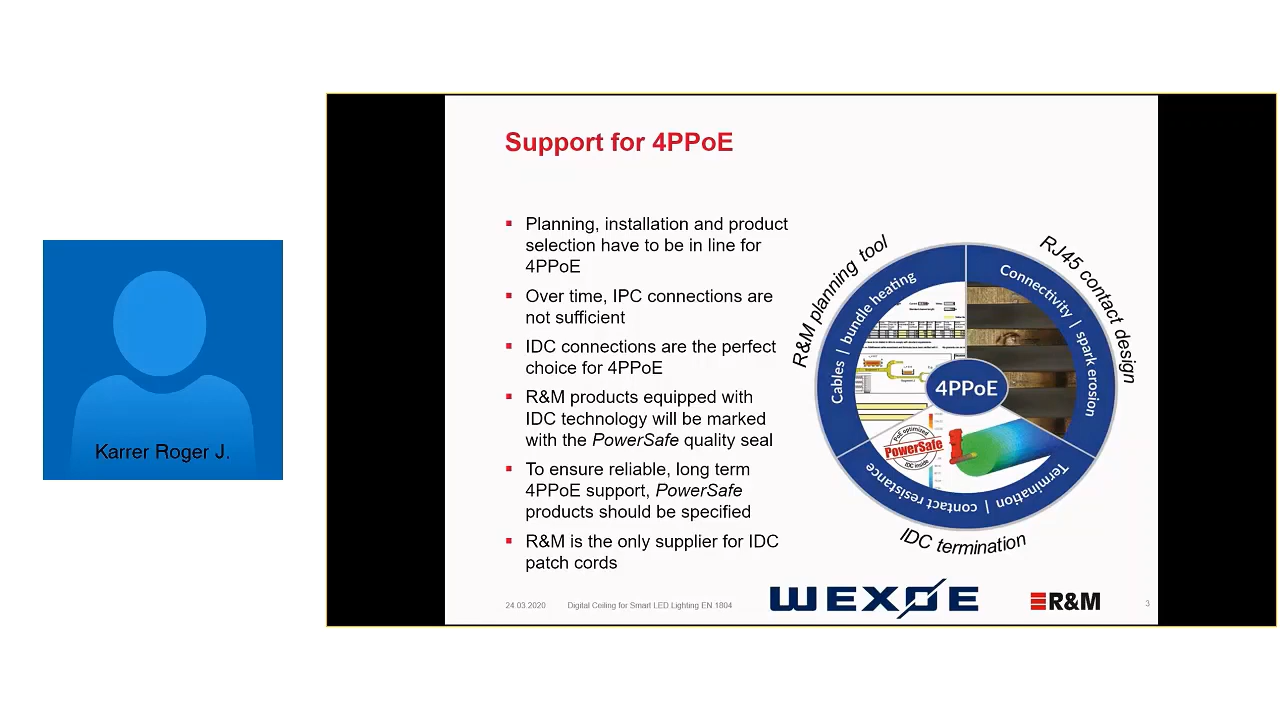 Support for 4PPoE
Planning, installation and product
selection have to be in line for
4PPoE
Over time, IPC connections are
not sufficient
IDC connections are the perfect
choice for 4PPoE
R&M products equipped with
IDC technology will be marked
with the PowerSafe quality seal
To ensure reliable, long term
4PPoE support, PowerSafe
products should be specified
R&M is the only supplier for IDC
patch cords
R&M planning tool
RJ45 contact design
Cables | bundle heating
Connectivity | spark erosion
4PPoE
PoE optimized
PowerSafe
IDC inside
Termination | contact resistance
IDC termination
Karrer Roger J.
24.03.2020 Digital Ceiling for Smart LED Lighting EN 1804
WEXØE
R&M
3